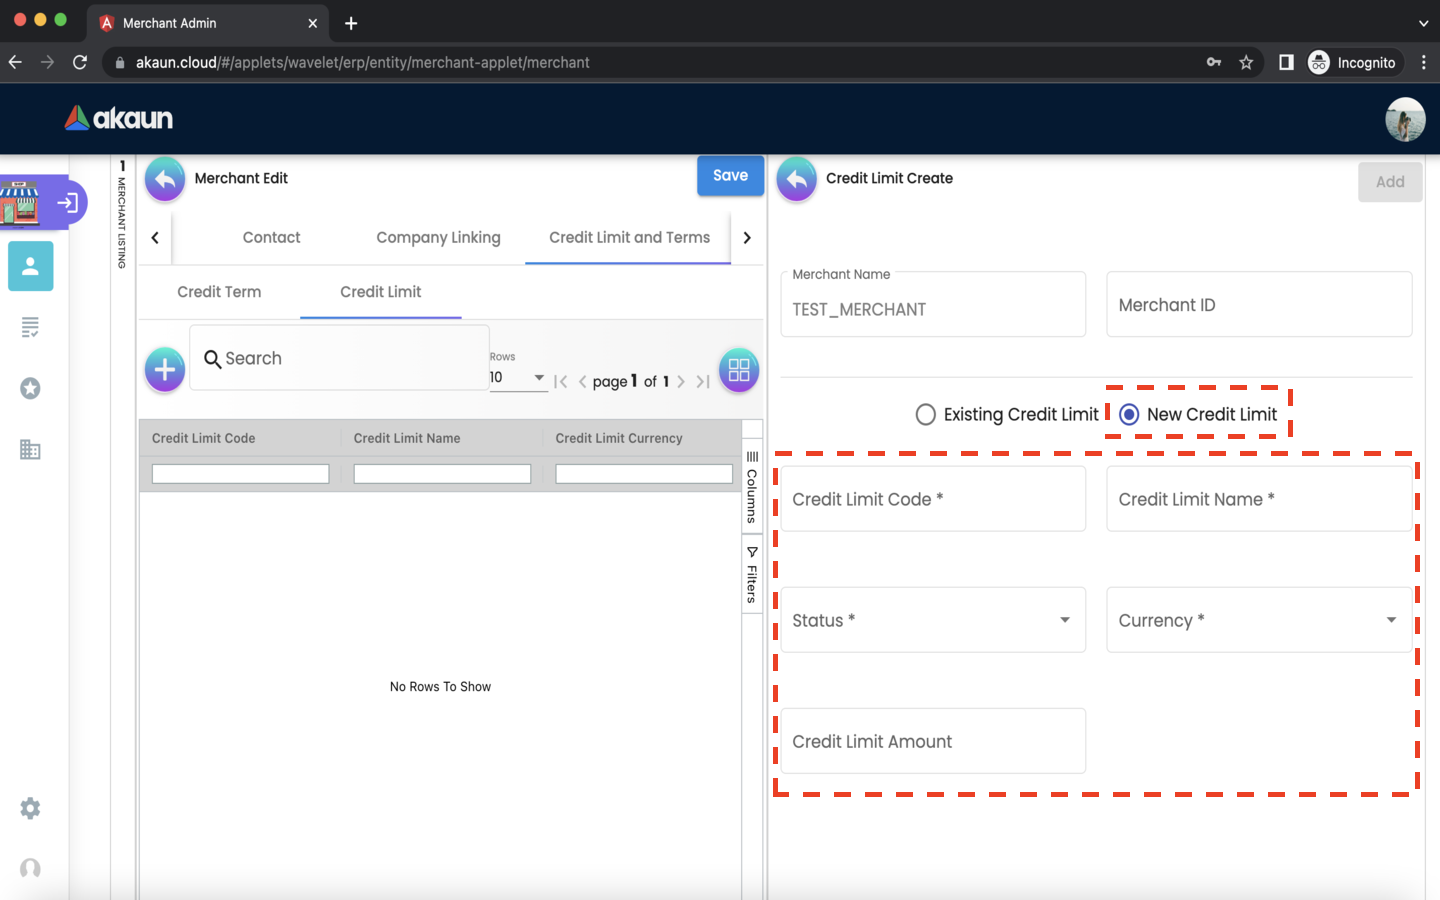 Merchant Admin
akaun.cloud/#/applets/wavelet/erp/entity/merchant-applet/merchant
Incognito
akaun
1 MERCHANT LISTING
Merchant Edit
Save
Contact
Company Linking
Credit Limit and Terms
Credit Term
Credit Limit
Search
Rows
10
page 1 of 1
Credit Limit Code
Credit Limit Name
Credit Limit Currency
Columns
Filters
No Rows To Show
Credit Limit Create
Add
Merchant Name
TEST_MERCHANT
Merchant ID
Existing Credit Limit
New Credit Limit
Credit Limit Code *
Credit Limit Name *
Status *
Currency *
Credit Limit Amount